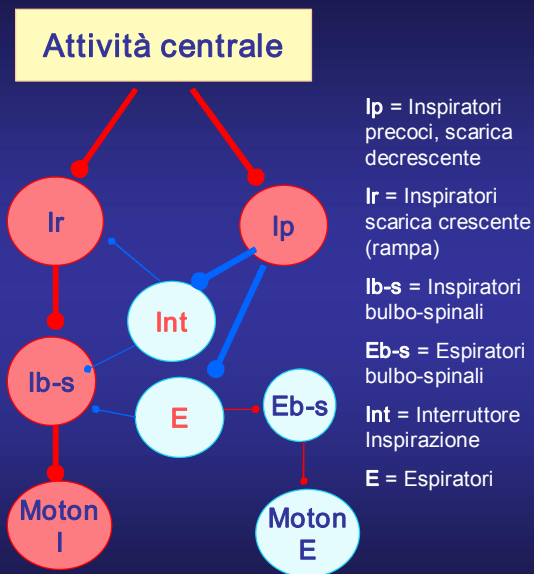 Attività centrale
Ir
Ip
Int
Ib-s
E
Eb-s
Moton
I
Moton
E
Ip = Inspiratori
precoci, scarica
decrescente
Ir = Inspiratori
scarica crescente
(rampa)
Ib-s = Inspiratori
bulbo-spinali
Eb-s = Espiratori
bulbo-spinali
Int = Interruttore
Inspirazione
E = Espiratori